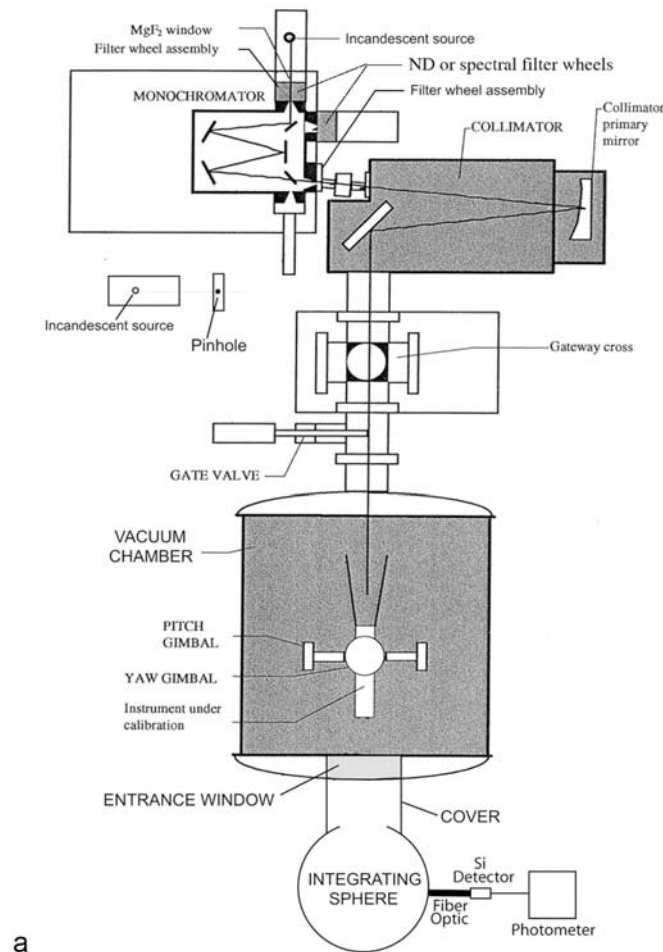 MgF₂ window
Incandescent source
Filter wheel assembly
ND or spectral filter wheels
MONOCHROMATOR
Filter wheel assembly
COLLIMATOR
Collimator
primary
mirror
Incandescent source
Pinhole
Gateway cross
GATE VALVE
VACUUM
CHAMBER
PITCH
GIMBAL
YAW GIMBAL
Instrument under
calibration
ENTRANCE WINDOW
COVER
INTEGRATING
SPHERE
Si
Detector
Fiber
Optic
Photometer
a